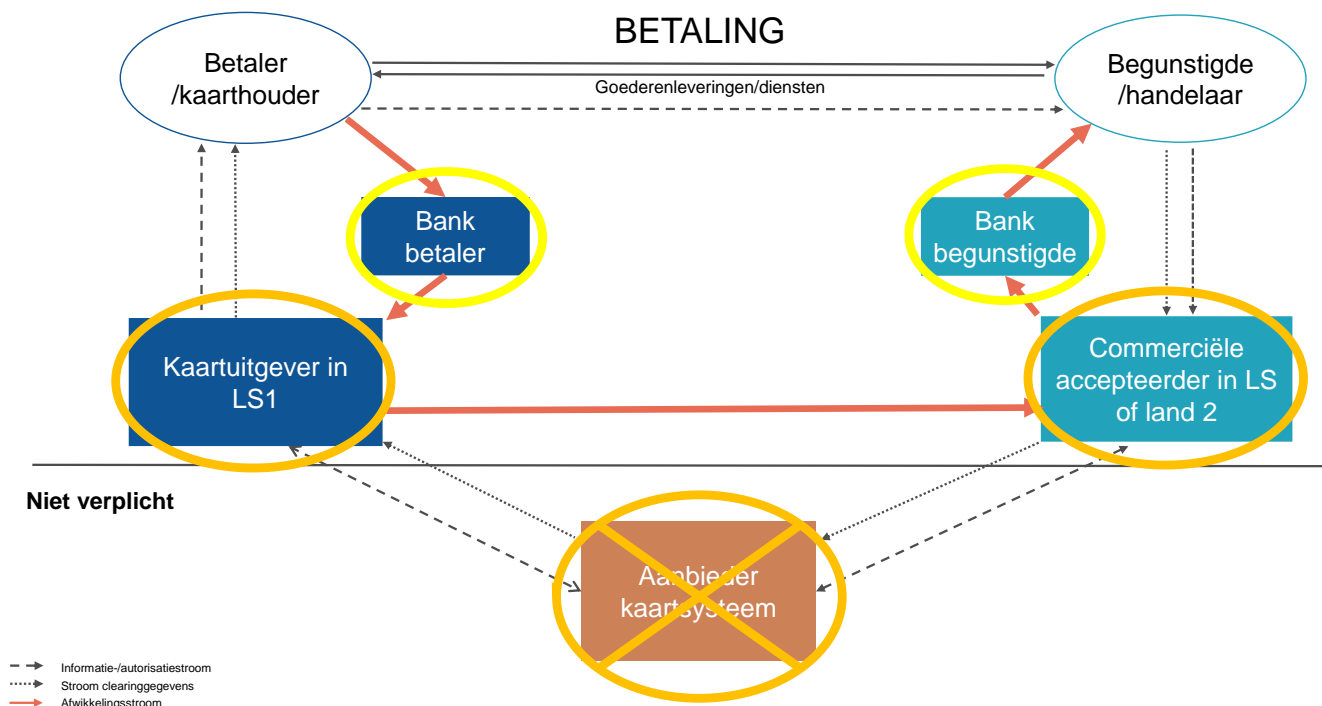 BETALING
Betaler
/kaarthouder
Goederenleveringen/diensten
Begunstigde
/handelaar
Bank
betaler
Bank
begunstigde
Kaartuitgever in
LS1
Commerciële
accepteerder in LS
of land 2
Niet verplicht
Aanbieder
kaartsysteem
Informatie-/autorisatiestroom
Stroom clearinggegevens
Afwikkelingsstroom